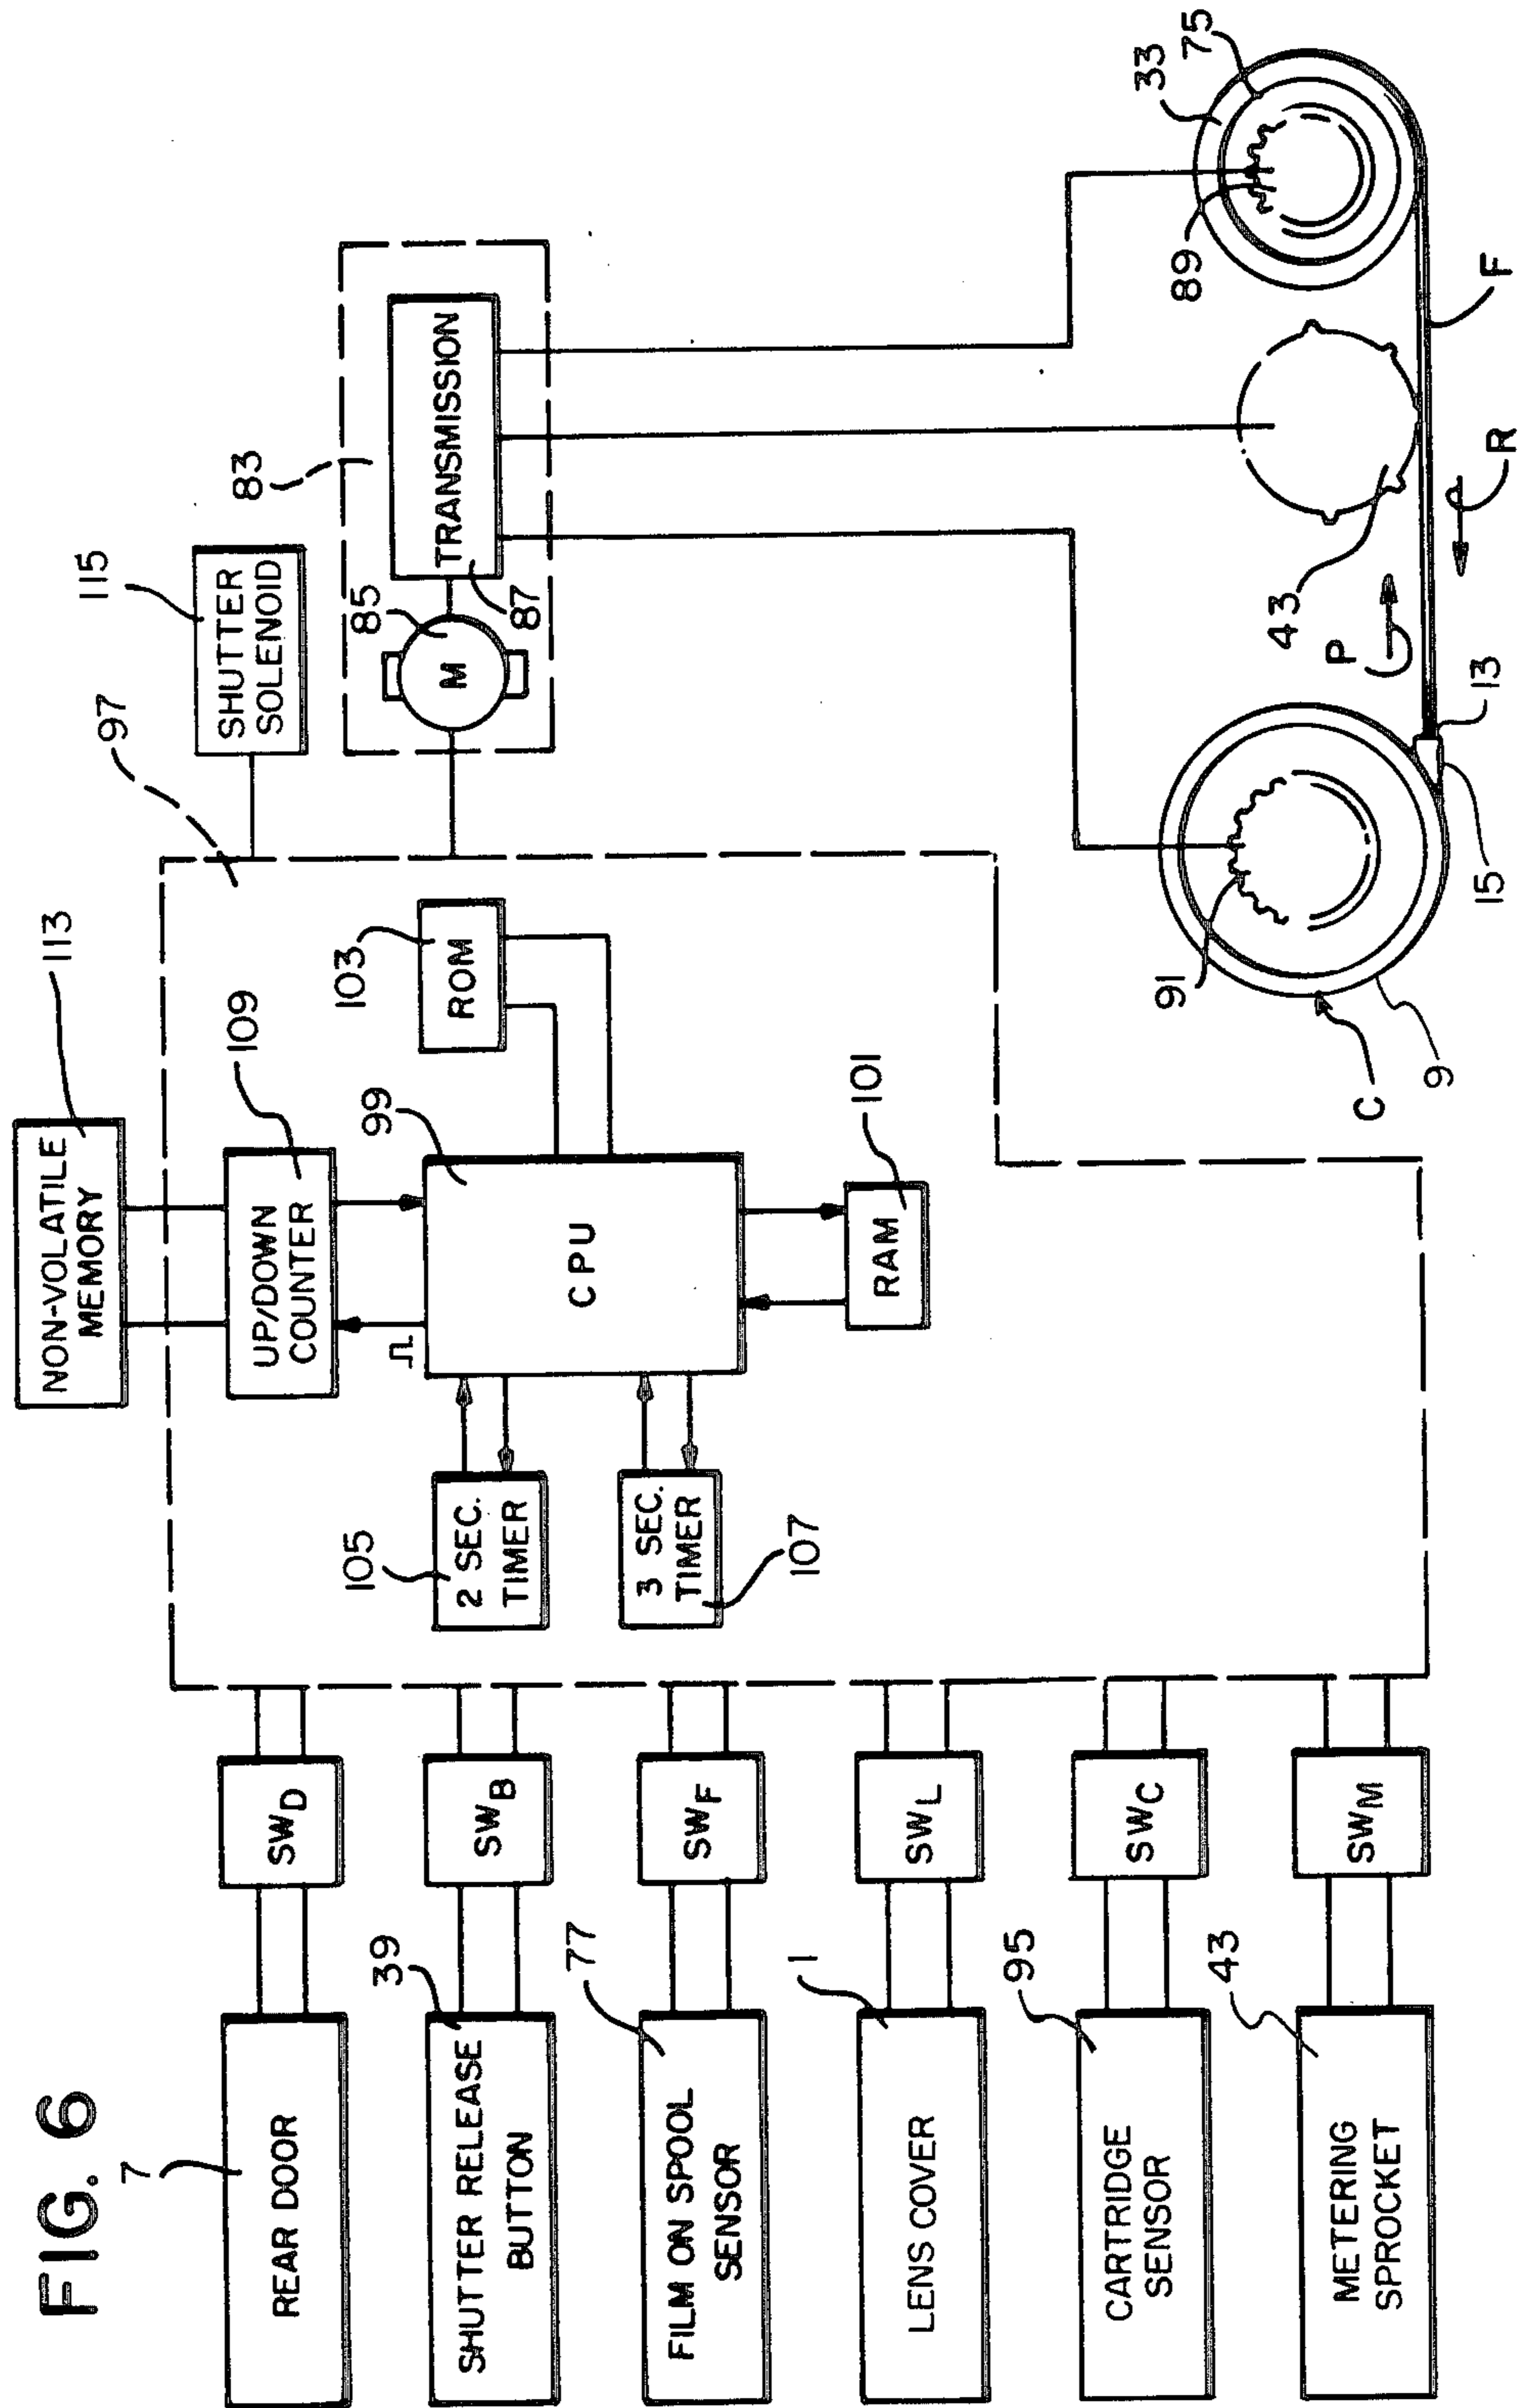 FIG. 6
7
REAR DOOR
SWD
39
SHUTTER RELEASE
BUTTON
SWB
77
FILM ON SPOOL
SENSOR
SWF
1
LENS COVER
SWL
95
CARTRIDGE
SENSOR
SWC
43
METERING
SPROCKET
SWM
NON-VOLATILE
MEMORY
113
UP/DOWN
COUNTER
109
105
2 SEC.
TIMER
3 SEC.
TIMER
107
99
CPU
RAM
101
103
ROM
97
115
SHUTTER
SOLENOID
83
85
M
TRANSMISSION
87
91
C
9
15
13
P
R
43
F
89
33
75